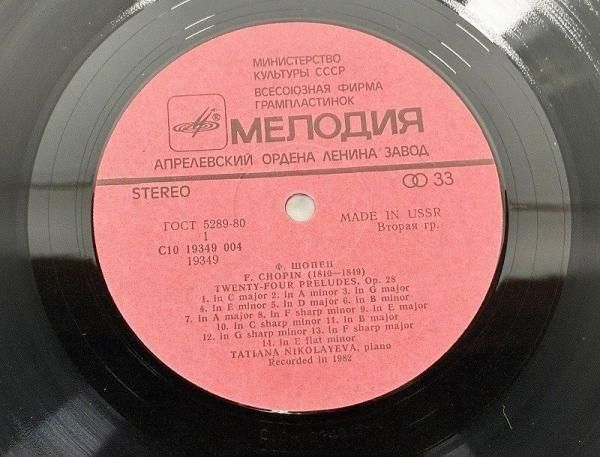 МИНИСТЕРСТВО
КУЛЬТУРЫ СССР
ВСЕСОЮЗНАЯ ФИРМА
ГРАМПЛАСТИНОК
® МЕЛОДИЯ
АПРЕЛЕВСКИЙ ОРДЕНА ЛЕНИНА ЗАВОД
STEREO
33
ГОСТ 5289-80
MADE IN USSR
1
Вторая гр.
С10 19349 004
19349
Ф. ШОПЕН
F. CHOPIN (1810—1849)
TWENTY-FOUR PRELUDES, Op. 28
1. in C major 2. in A minor 3. in G major
4. in E minor 5. in D major 6. in B minor
7. in A major 8. in F sharp minor 9. in E major
10. in C sharp minor 11. in B major
12. in G sharp minor 13. in F sharp major
14. in E flat minor
TATIANA NIKOLAYEVA, piano
Recorded in 1982